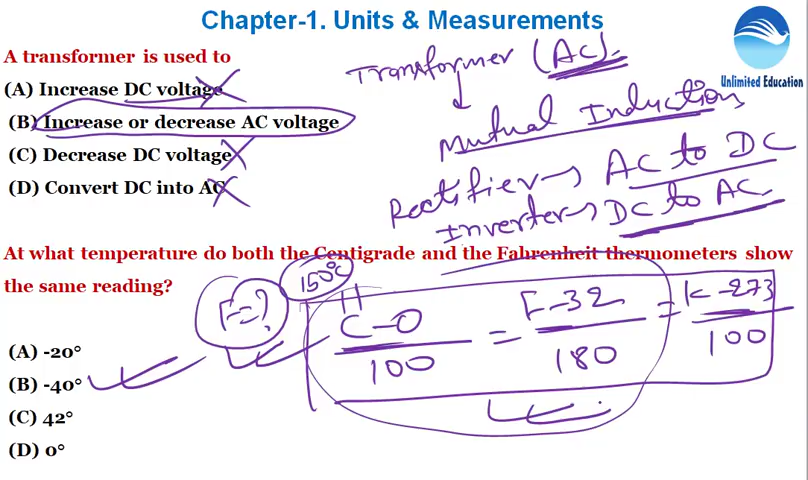 Chapter-1. Units & Measurements
A transformer is used to
(A) Increase DC voltage
(B) Increase or decrease AC voltage
(C) Decrease DC voltage
(D) Convert DC into AC
Transformer (AC).
Mutual Induction
Rectifier → AC to DC
Inverter → DC to AC
Unlimited Education
At what temperature do both the Centigrade and the Fahrenheit thermometers show
the same reading?
150°C
F=?
C-0/100 = F-32/180 = K-273/100
(A) -20°
(B) -40°
(C) 42°
(D) 0°